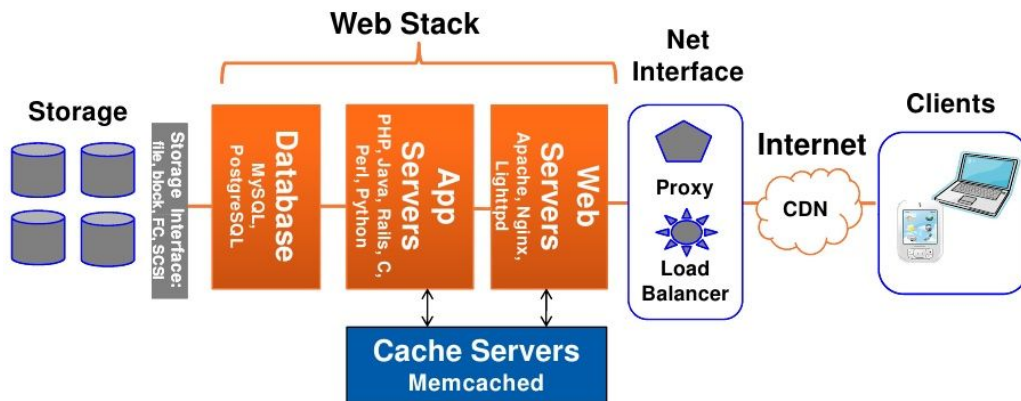 Web Stack
Net
Interface
Storage
Clients
Internet
Storage Interface:
file, block, FC, SCSI
Database
MySQL,
PostgreSQL
App
Servers
PHP, Java, Rails, C,
Perl, Python
Web
Servers
Apache, Nginx,
Lighttpd
Proxy
Load
Balancer
CDN
Cache Servers
Memcached